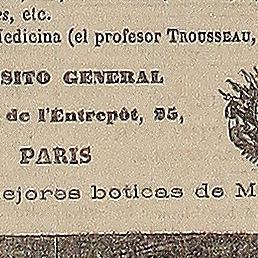 es, etc.
Medicina (el profesor TROUSSEAU,
SITO GENERAL
de l'Entrepôt, 95,
PARIS
ejores boticas de M